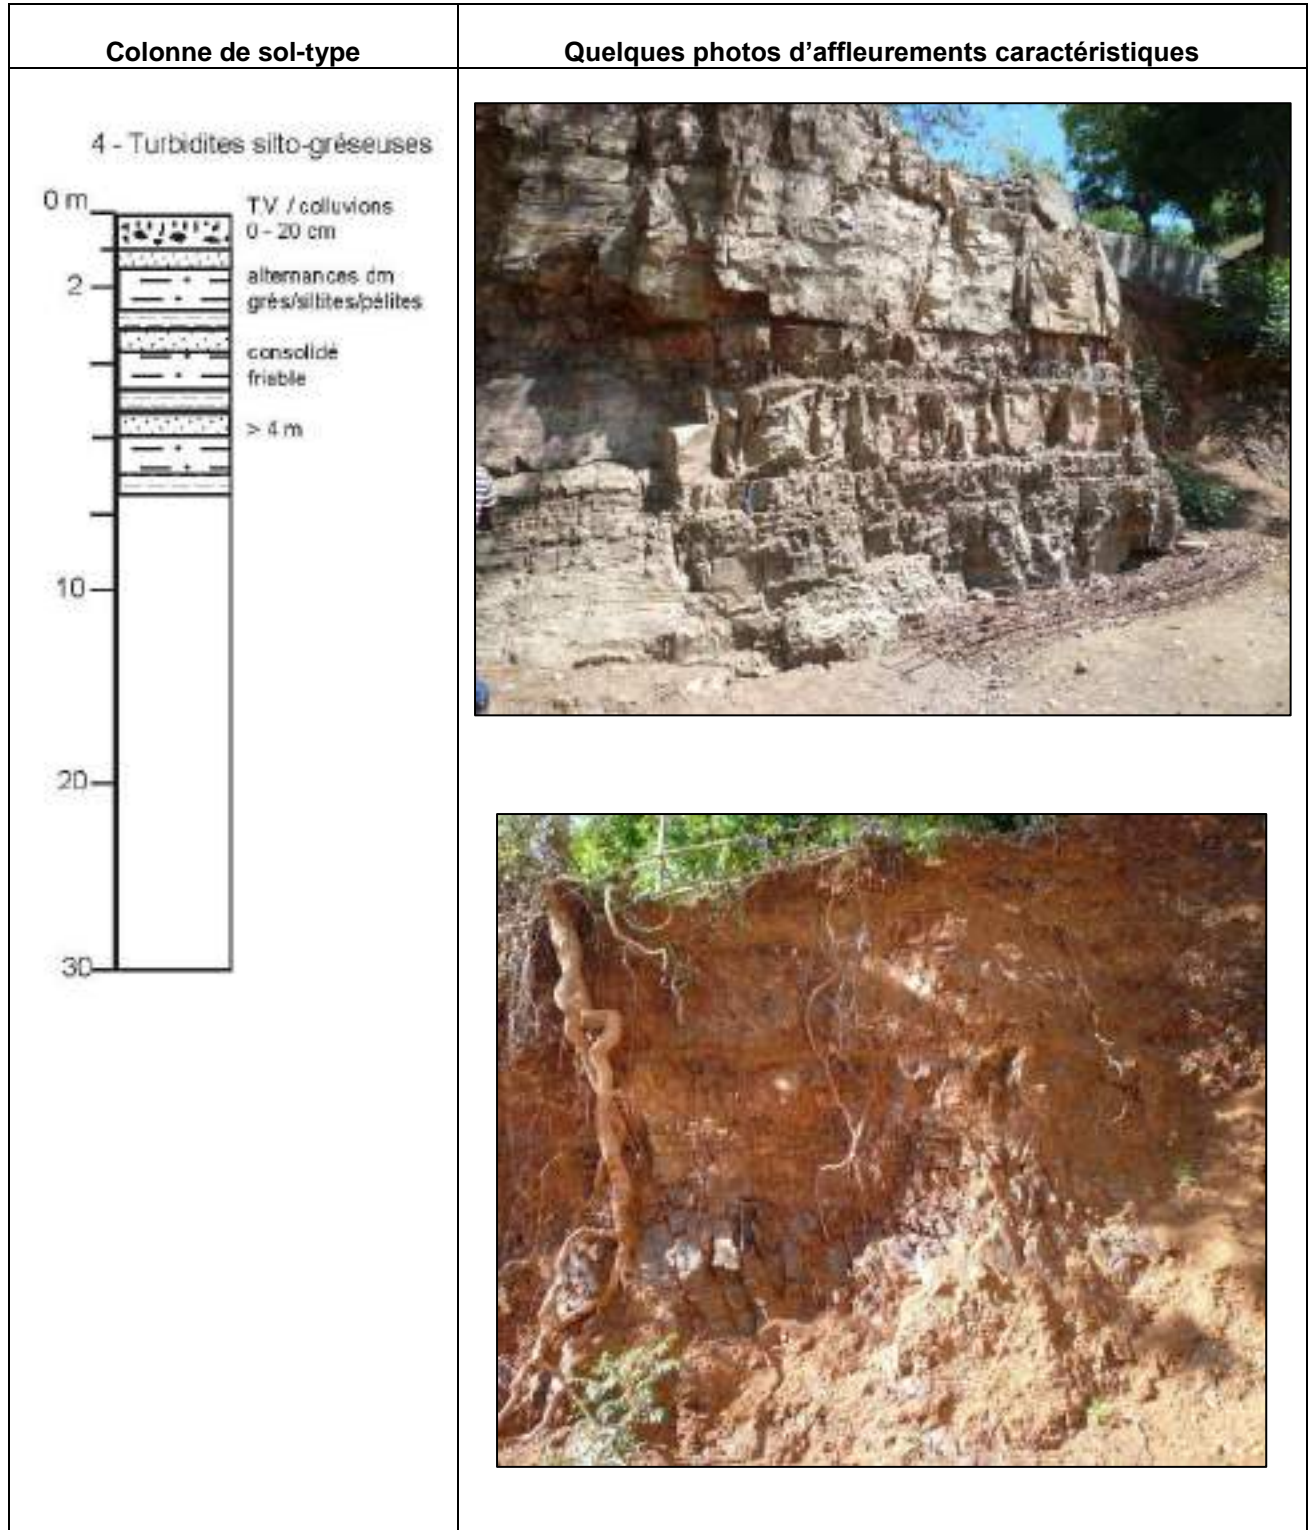 Colonne de sol-type
Quelques photos d'affleurements caractéristiques
4 - Turbidites silto-gréseuses
0 m
T.V. / colluvions
0 - 20 cm
2
alternances dm
grès/siltites/pélites
consolidé
friable
> 4 m
10
20
30